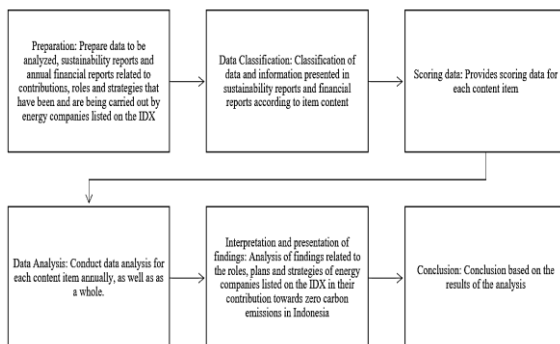 Preparation: Prepare data to be
analyzed, sustainability reports and
annual financial reports related to
contributions, roles and strategies that
have been and are being carried out by
energy companies listed on the IDX
Data Classification: Classification of
data and information presented in
sustainability reports and financial
reports according to item content
Scoring data: Provides scoring data for
each content item
Data Analysis: Conduct data analysis for
each content item annually, as well as as
a whole.
Interpretation and presentation of
findings: Analysis of findings related to
the roles, plans and strategies of energy
companies listed on the IDX in their
contribution towards zero carbon
emissions in Indonesia
Conclusion: Conclusion based on the
results of the analysis